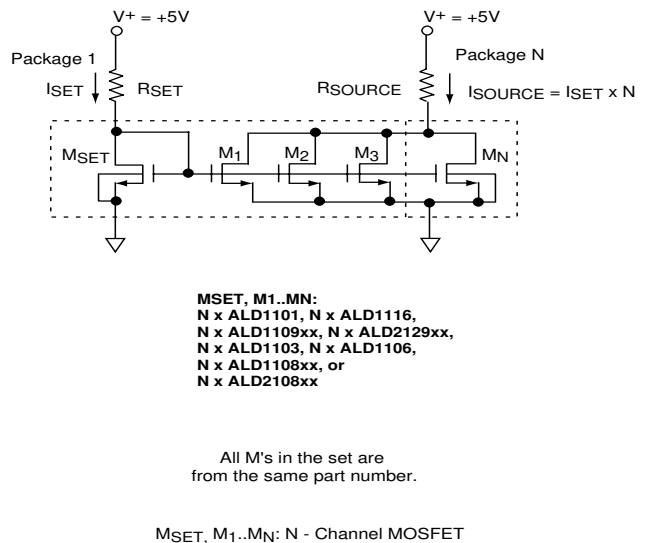 V+ = +5V
V+ = +5V
Package 1
Package N
ISET
RSET
RSOURCE
ISOURCE = ISET x N
MSET
M1
M2
M3
MN
MSET, M1..MN:
N x ALD1101, N x ALD1116,
N x ALD1109xx, N x ALD2129xx,
N x ALD1103, N x ALD1106,
N x ALD1108xx, or
N x ALD2108xx
All M's in the set are
from the same part number.
MSET, M1..MN: N - Channel MOSFET